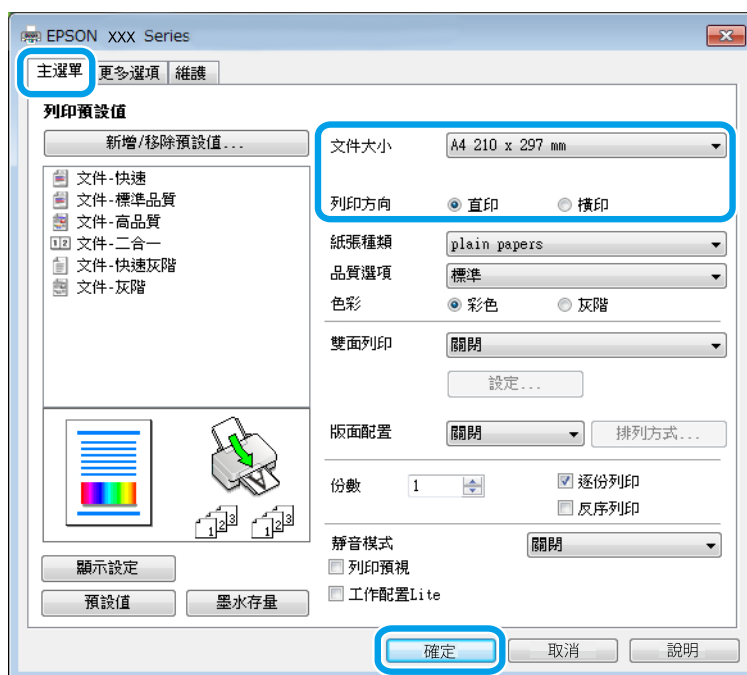 EPSON XXX Series
主選單 更多選項 維護
列印預設值
新增/移除預設值...
文件-快速
文件-標準品質
文件-高品質
12 文件-二合一
文件-快速灰階
文件-灰階
文件大小 A4 210 x 297 mm
列印方向 直印 橫印
紙張種類 plain papers
品質選項 標準
色彩 彩色 灰階
雙面列印 關閉
設定...
版面配置 關閉 排列方式...
份數 1 逐份列印
反序列印
靜音模式 關閉
列印預視
工作配置Lite
1 2 3 1 2 3
顯示設定
預設值 墨水存量
確定 取消 說明